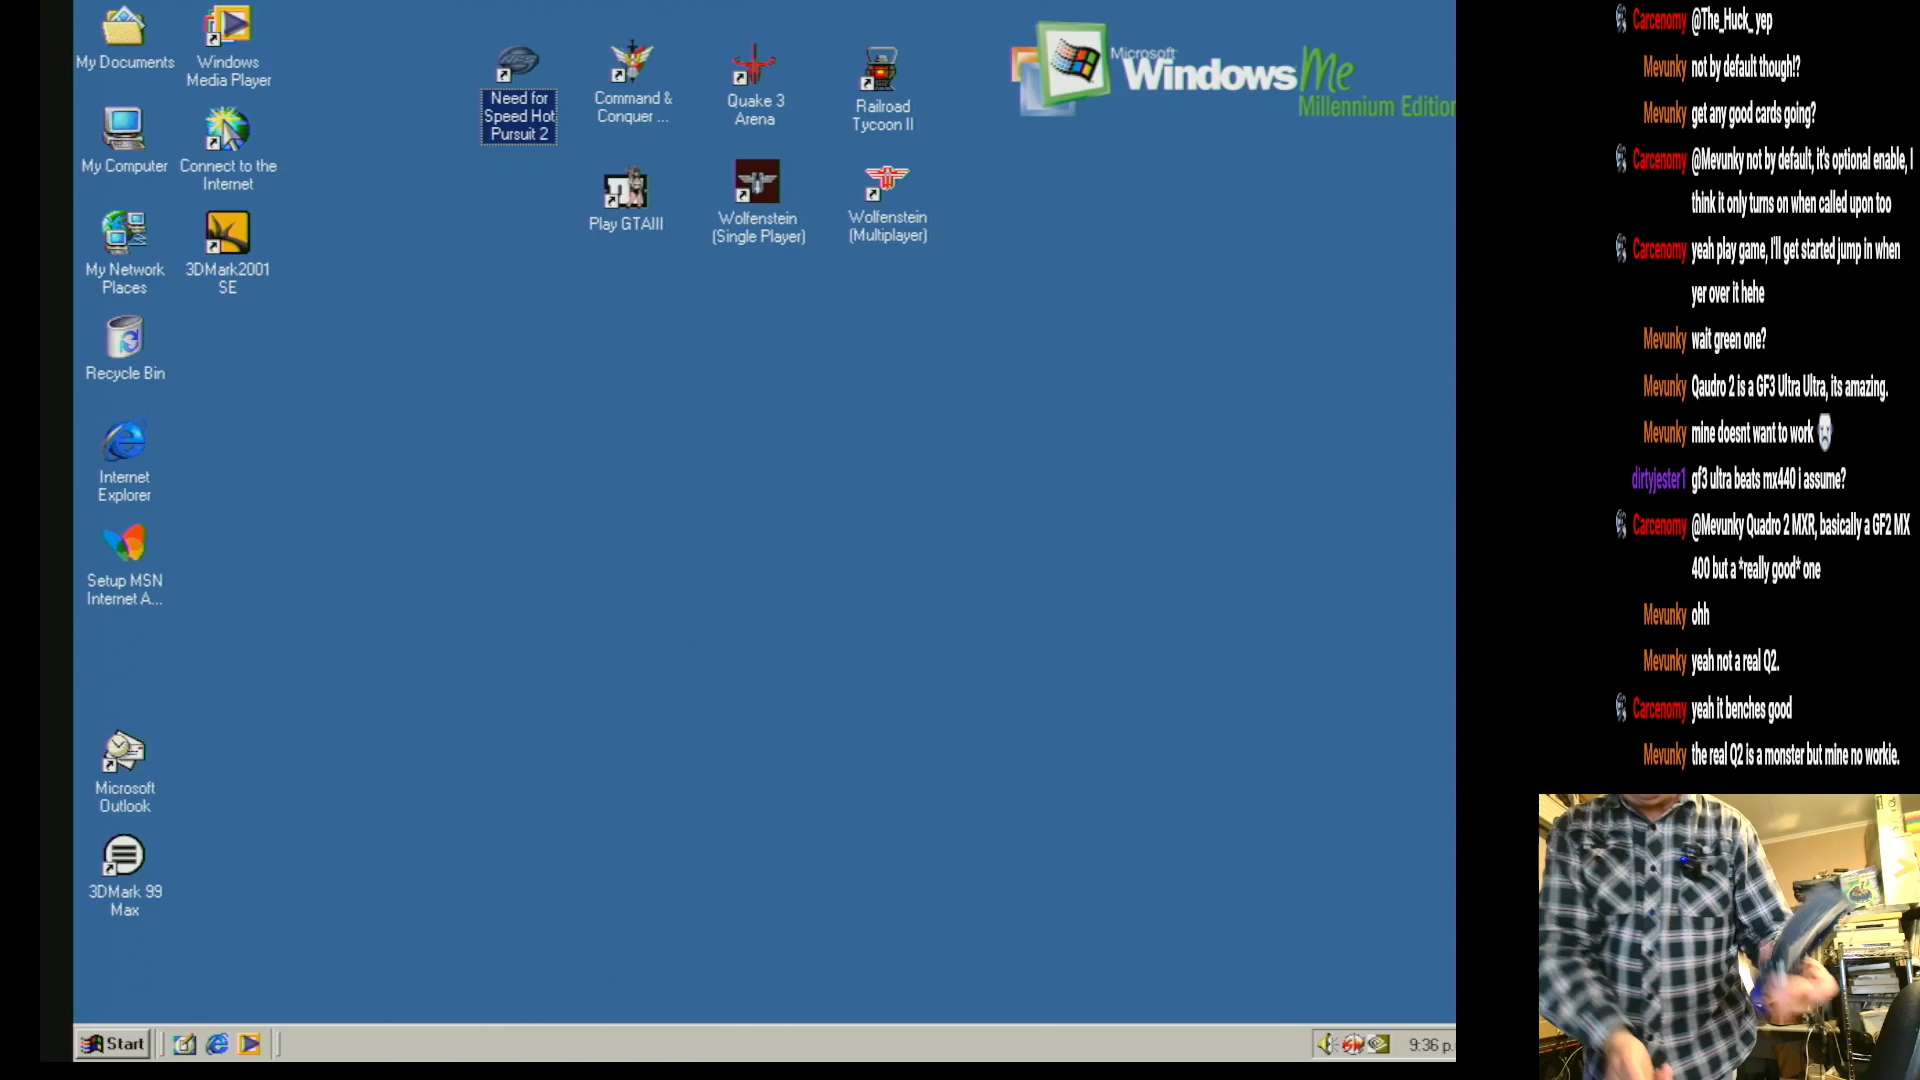 My Documents
Windows
Media Player
Need for
Speed Hot
Pursuit 2
Command &
Conquer ...
Quake 3
Arena
Railroad
Tycoon II
Microsoft
Windows Me
Millennium Edition
My Computer
Connect to the
Internet
Play GTAIII
Wolfenstein
(Single Player)
Wolfenstein
(Multiplayer)
My Network
Places
3DMark2001
SE
Recycle Bin
Internet
Explorer
Setup MSN
Internet A...
Microsoft
Outlook
3DMark 99
Max
Start
9:36 p.
Carcenomy @The_Huck_ yep
Mevunky not by default though!?
Mevunky get any good cards going?
Carcenomy @Mevunky not by default, it's optional enable, I
think it only turns on when called upon too
Carcenomy yeah play game, I'll get started jump in when
yer over it hehe
Mevunky wait green one?
Mevunky Qaudro 2 is a GF3 Ultra Ultra, its amazing.
Mevunky mine doesnt want to work
dirtyjester1 gf3 ultra beats mx440 i assume?
Carcenomy @Mevunky Quadro 2 MXR, basically a GF2 MX
400 but a *really good* one
Mevunky ohh
Mevunky yeah not a real Q2.
Carcenomy yeah it benches good
Mevunky the real Q2 is a monster but mine no workie.